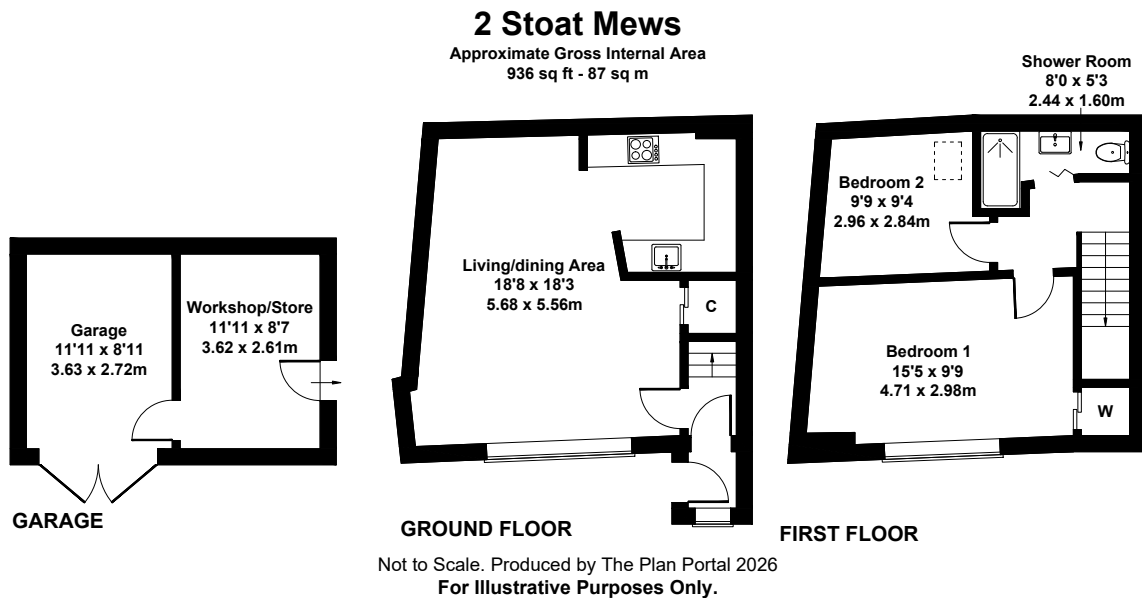 2 Stoat Mews
Approximate Gross Internal Area
936 sq ft - 87 sq m
Garage
11'11 x 8'11
3.63 x 2.72m
Workshop/Store
11'11 x 8'7
3.62 x 2.61m
GARAGE
Living/dining Area
18'8 x 18'3
5.68 x 5.56m
C
GROUND FLOOR
Shower Room
8'0 x 5'3
2.44 x 1.60m
Bedroom 2
9'9 x 9'4
2.96 x 2.84m
Bedroom 1
15'5 x 9'9
4.71 x 2.98m
W
FIRST FLOOR
Not to Scale. Produced by The Plan Portal 2026
For Illustrative Purposes Only.